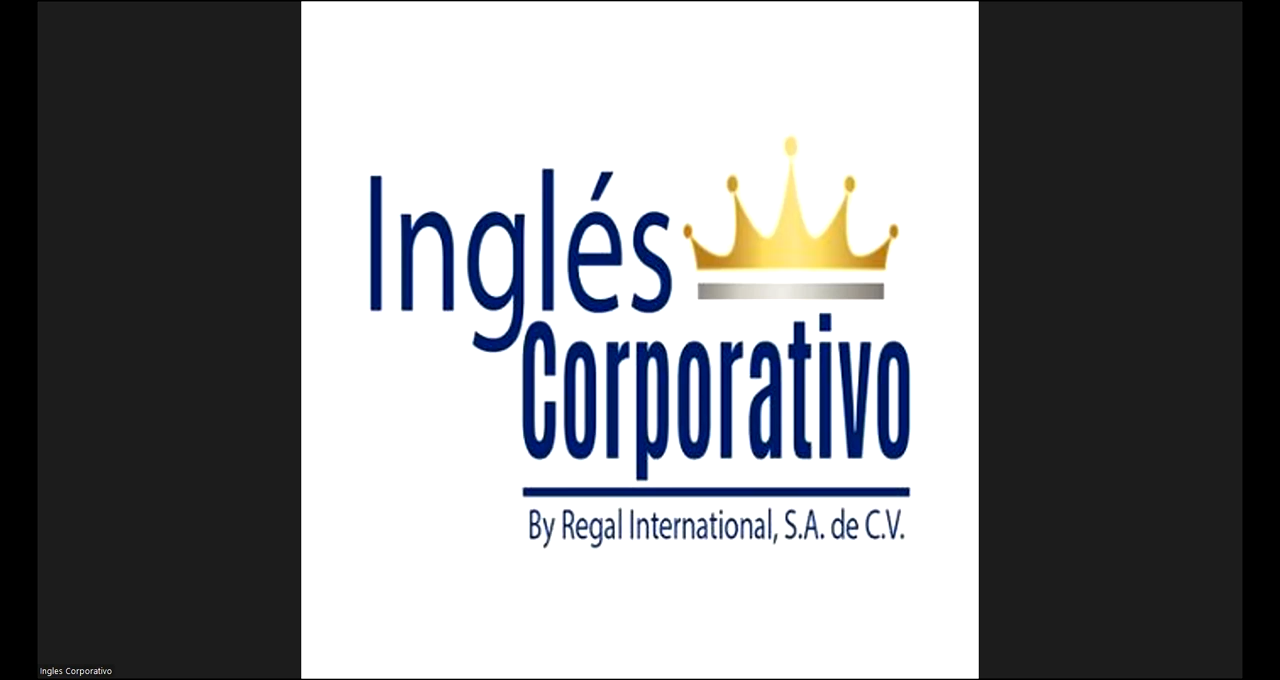 Inglés
Corporativo
By Regal International, S.A. de C.V.
Ingles Corporativo